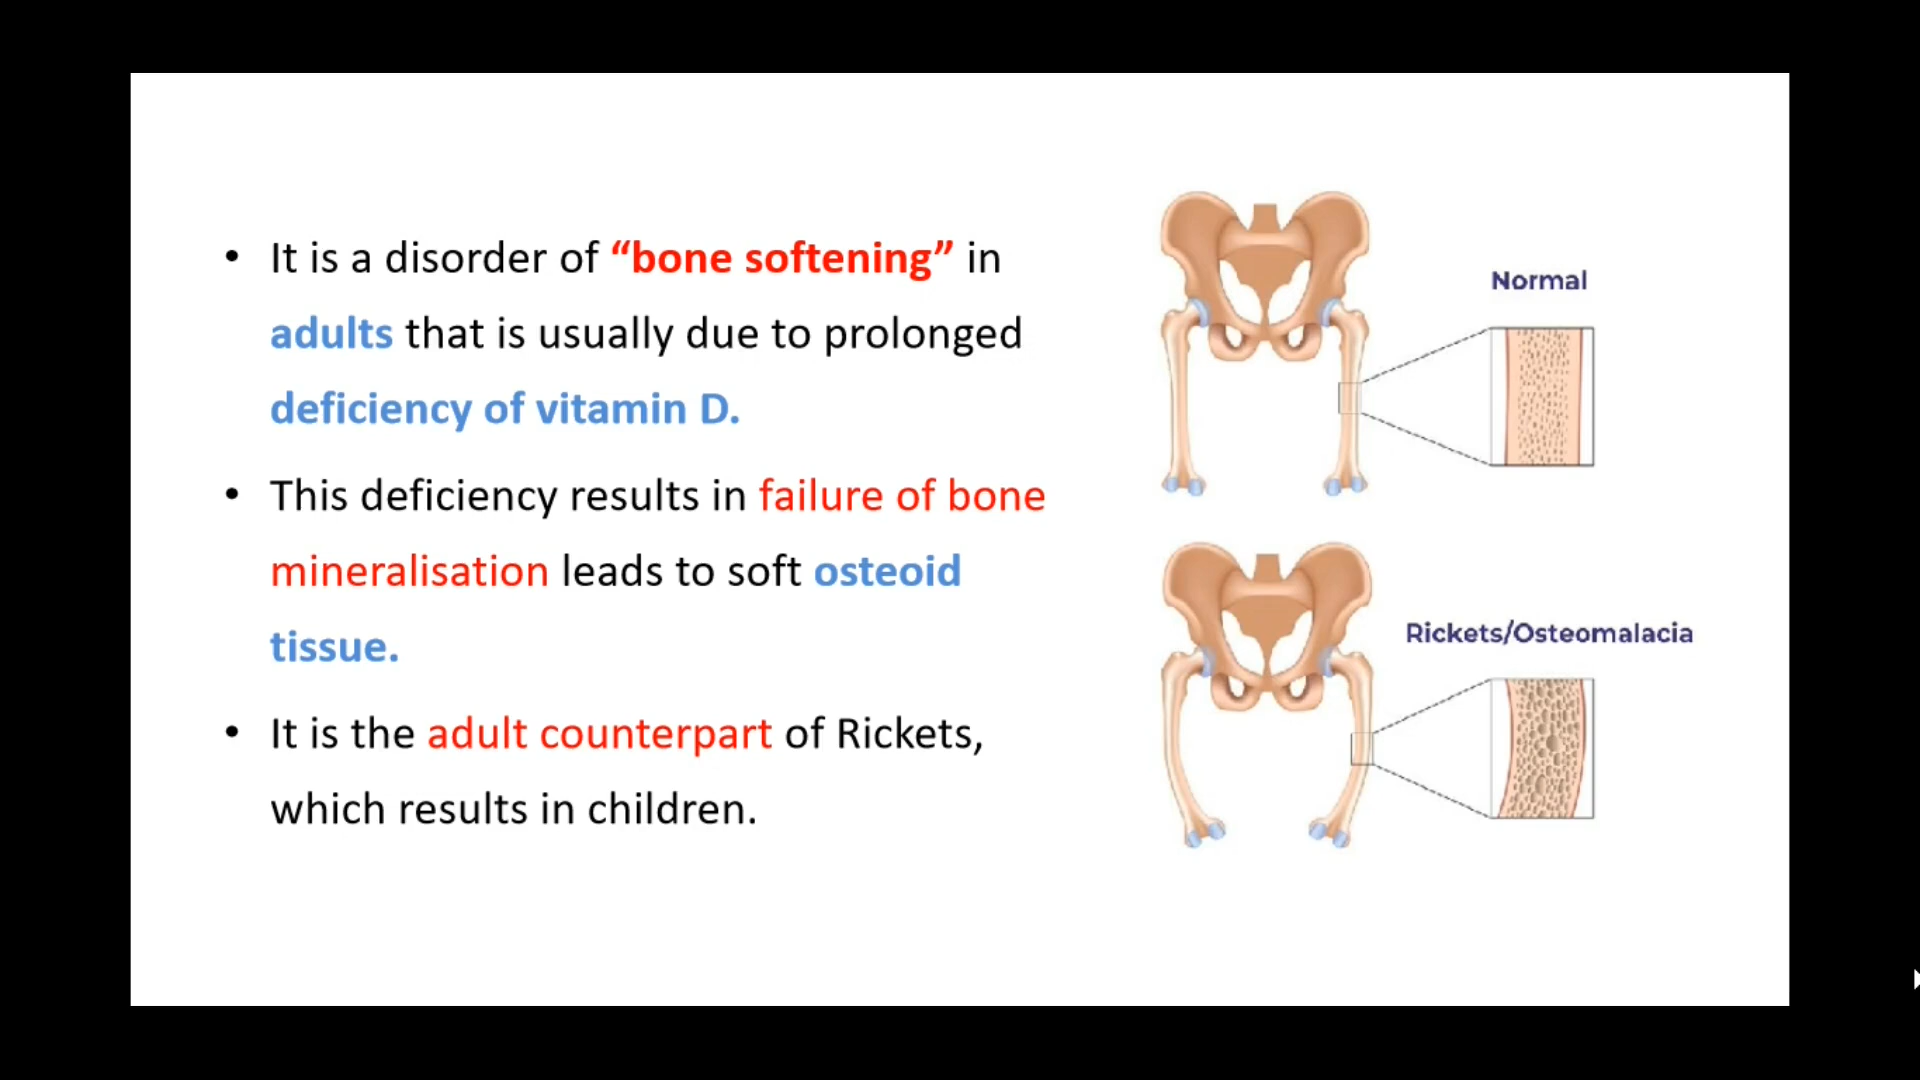 • It is a disorder of “bone softening” in
adults that is usually due to prolonged
deficiency of vitamin D.
• This deficiency results in failure of bone
mineralisation leads to soft osteoid
tissue.
• It is the adult counterpart of Rickets,
which results in children.
Normal
Rickets/Osteomalacia